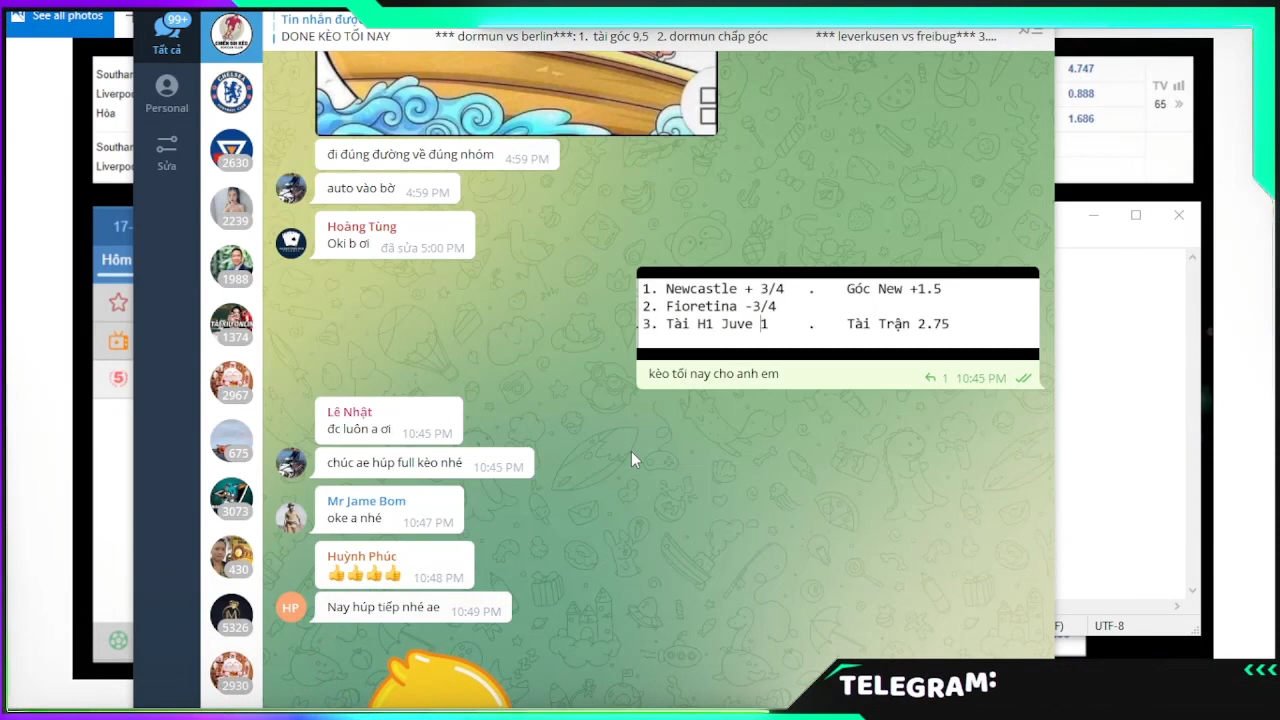 See all photos
99+
Tất cả
Personal
Sửa
Tin nhắn đượ
DONE KÈO TỐI NAY *** dormun vs berlin***: 1. tài góc 9,5 2. dormun chấp góc *** leverkusen vs freibug*** 3....
Southan
Liverpoo
Hòa
Southan
Liverpoo
17-
Hôm
CHELSEA
2630
2239
1988
1374
2967
675
3073
430
5326
2930
đi đúng đường về đúng nhóm 4:59 PM
auto vào bờ 4:59 PM
Hoàng Tùng
Oki b ơi đã sửa 5:00 PM
1. Newcastle + 3/4 . Góc New +1.5
2. Fioretina -3/4
3. Tài H1 Juve 1 . Tài Trận 2.75
kèo tối nay cho anh em
1 10:45 PM
Lê Nhật
đc luôn a ơi 10:45 PM
chúc ae húp full kèo nhé 10:45 PM
Mr Jame Bom
oke a nhé 10:47 PM
Huỳnh Phúc
👍👍👍👍 10:48 PM
HP
Nay húp tiếp nhé ae 10:49 PM
4.747
0.888
1.686
TV
65
F)
UTF-8
TELEGRAM: